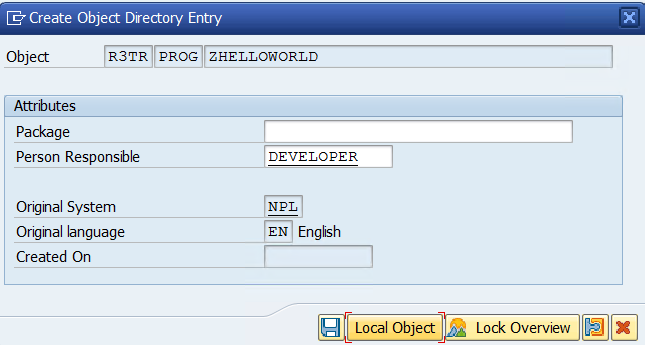 Create Object Directory Entry
Object R3TR PROG ZHELLOWORLD
Attributes
Package
Person Responsible DEVELOPER
Original System NPL
Original language EN English
Created On
Local Object Lock Overview